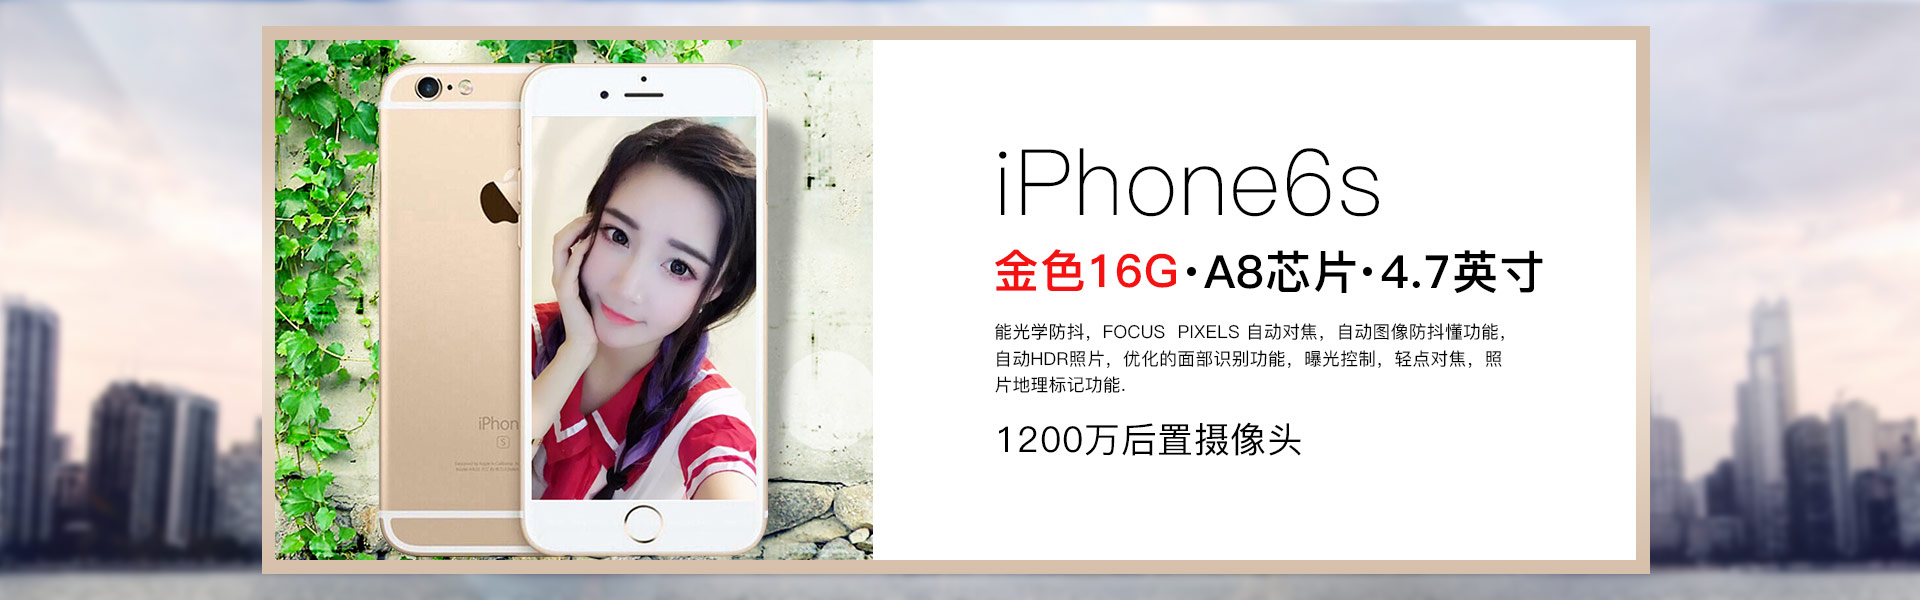 iPhone6s
金色16G·A8芯片·4.7英寸
能光学防抖，FOCUS PIXELS 自动对焦，自动图像防抖懂功能，
自动HDR照片，优化的面部识别功能，曝光控制，轻点对焦，照
片地理标记功能.
1200万后置摄像头
iPhon
S